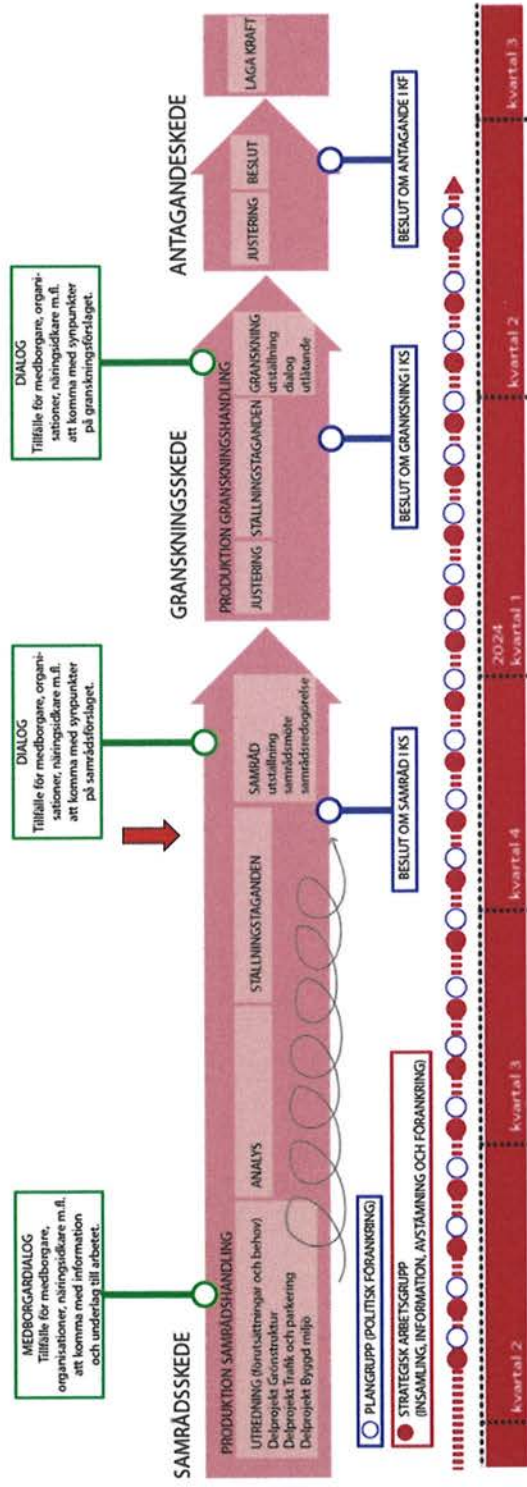 MEDBORGARDIALOG
Tillfälle för medborgare,
organisationer, näringsidkare m.fl.
att komma med information
och underlag till arbetet.
DIALOG
Tillfälle för medborgare, organi-
sationer, näringsidkare m.fl.
att komma med synpunkter
på samrådsförslaget.
DIALOG
Tillfälle för medborgare, organi-
sationer, näringsidkare m.fl.
att komma med synpunkter
på granskningsförslaget.
SAMRÅDSSKEDE
PRODUKTION SAMRÅDSHANDLING
UTREDNING (förutsättningar och behov)
Delprojekt Grönstruktur
Delprojekt Trafik och parkering
Delprojekt Byggd miljö
ANALYS
STÄLLNINGSTAGANDEN
SAMRÅD
utställning
samrådsmöte
samrådsredogörelse
GRANSKNINGSSKEDE
PRODUKTION GRANSKNINGSHANDLING
JUSTERING
STÄLLNINGSTAGANDEN
GRANSKNING
utställning
dialog
utlåtande
ANTAGANDESKEDE
JUSTERING
BESLUT
LAGA KRAFT
PLANGRUPP (POLITISK FÖRANKRING)
STRATEGISK ARBETSGRUPP
(INSAMLING, INFORMATION, AVSTÄMNING OCH FÖRANKRING)
BESLUT OM SAMRÅD I KS
BESLUT OM GRANKSNING I KS
BESLUT OM ANTAGANDE I KF
kvartal 2
kvartal 3
kvartal 4
2024
kvartal 1
kvartal 2
kvartal 3